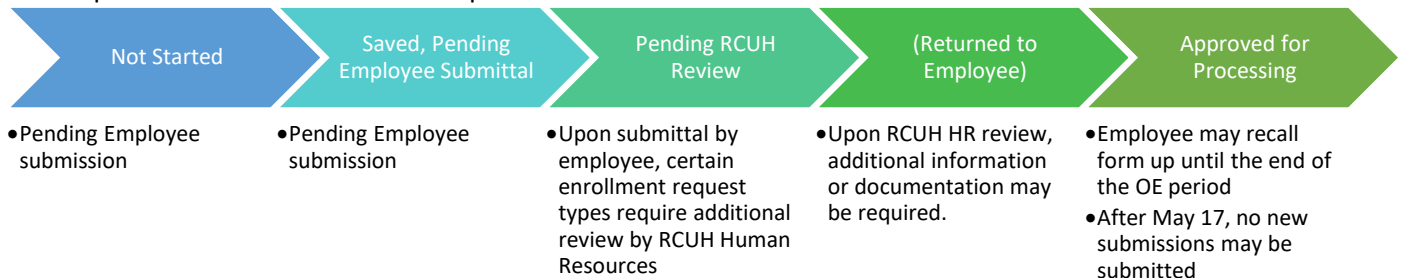 Not Started
Saved, Pending
Employee Submittal
Pending RCUH
Review
(Returned to
Employee)
Approved for
Processing
•Pending Employee
submission
•Pending Employee
submission
•Upon submittal by
employee, certain
enrollment request
types require additional
review by RCUH Human
Resources
•Upon RCUH HR review,
additional information
or documentation may
be required.
•Employee may recall
form up until the end of
the OE period
•After May 17, no new
submissions may be
submitted